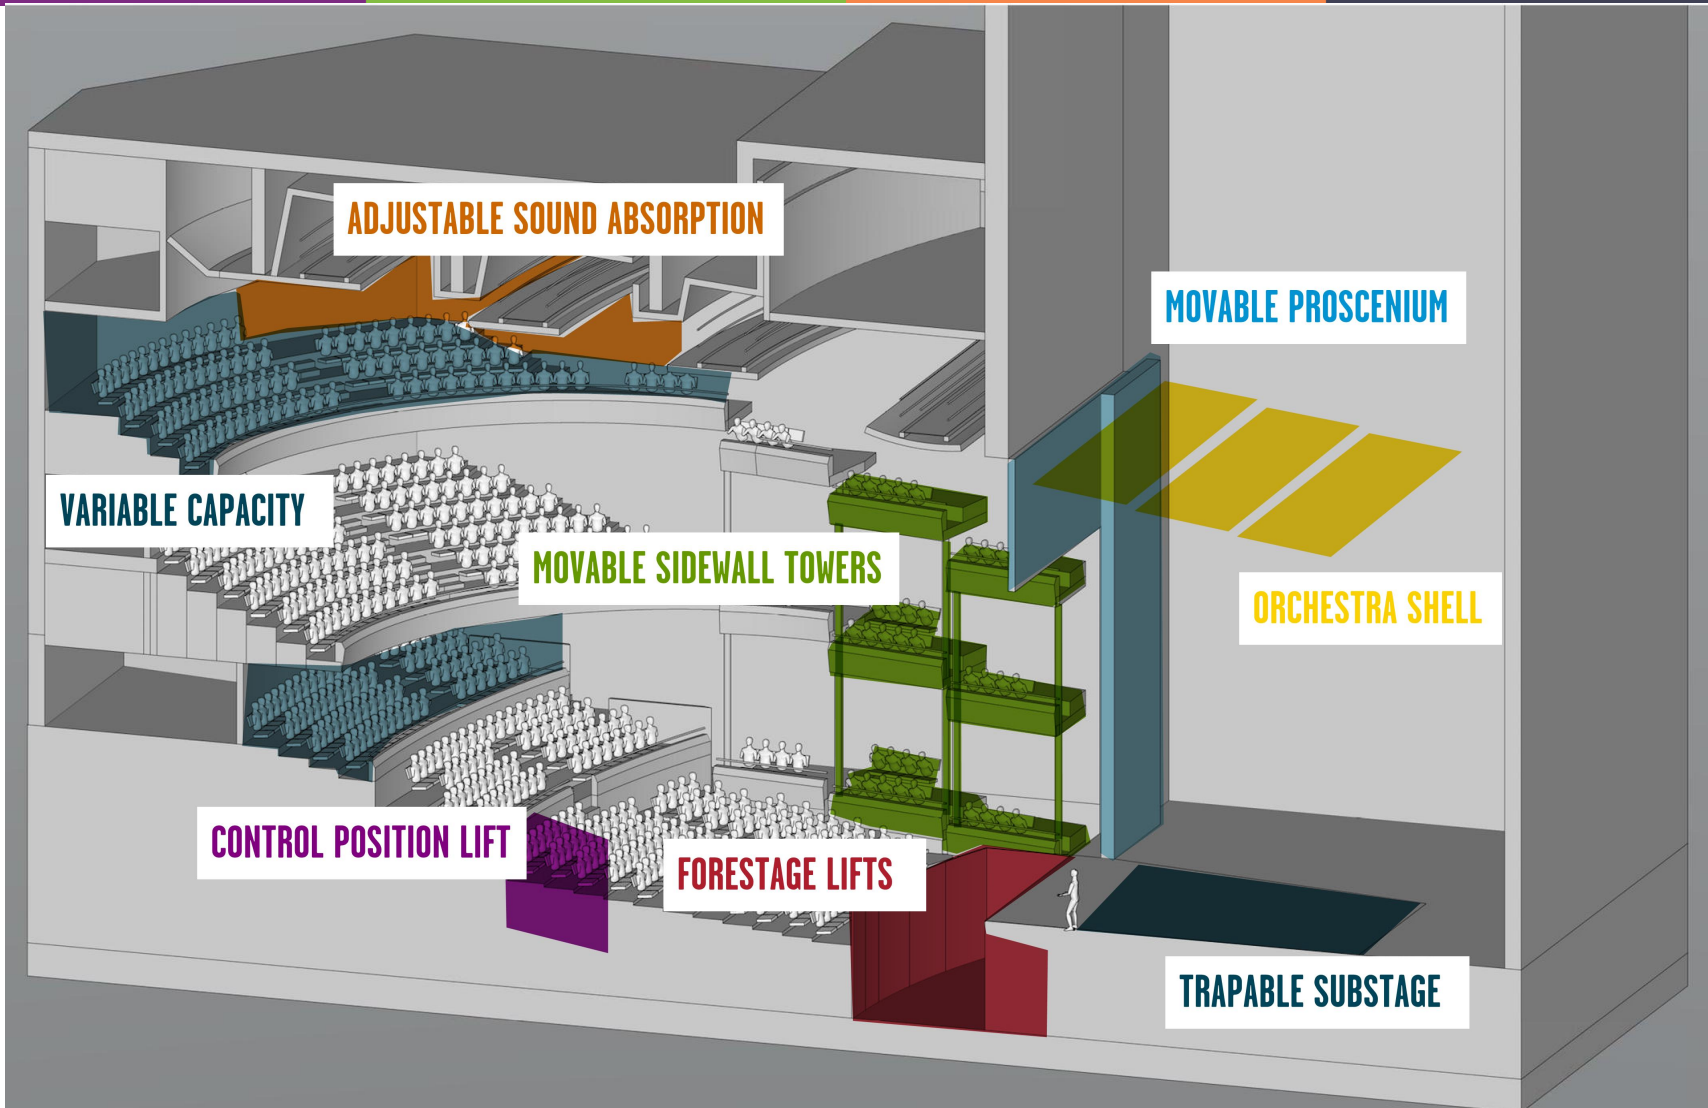 ADJUSTABLE SOUND ABSORPTION
MOVABLE PROSCENIUM
VARIABLE CAPACITY
MOVABLE SIDEWALL TOWERS
ORCHESTRA SHELL
CONTROL POSITION LIFT
FORESTAGE LIFTS
TRAPABLE SUBSTAGE